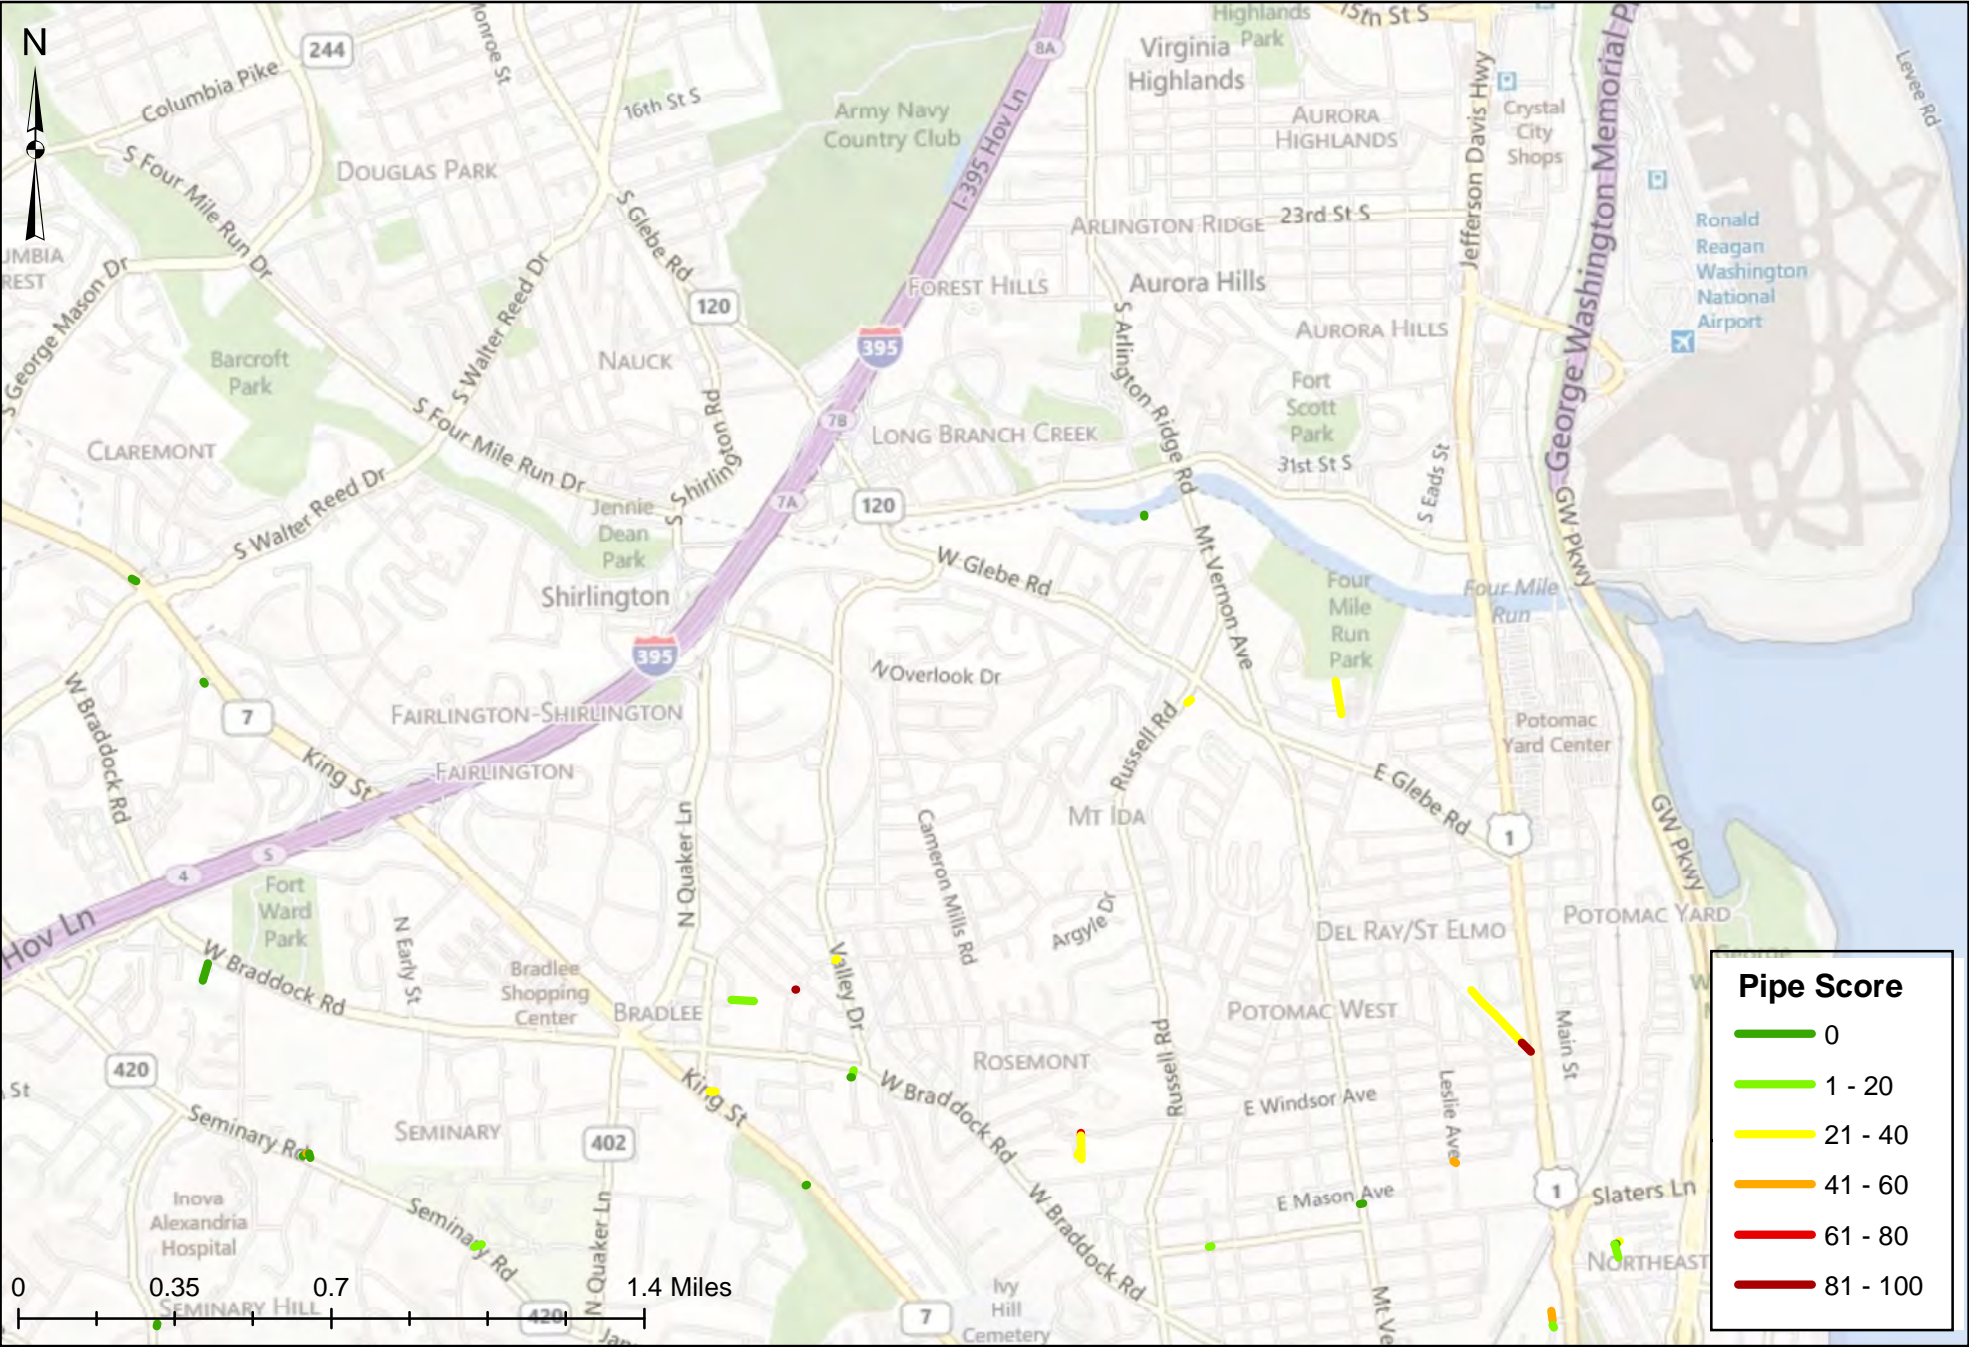 N
244
Columbia Pike
Monroe St
16th St S
Army Navy
Country Club
8A
I-395 Hov Ln
Highlands
Park
15th St S
Virginia
Highlands
AURORA
HIGHLANDS
Jefferson Davis Hwy
Crystal
City
Shops
George Washington Memorial
Levee Rd
DOUGLAS PARK
S Four Mile Run Dr
S Glebe Rd
ARLINGTON RIDGE
23rd St S
Ronald
Reagan
Washington
National
Airport
UMBIA
REST
S George Mason Dr
S Walter Reed Dr
120
FOREST HILLS
Aurora Hills
AURORA HILLS
Barcroft
Park
NAUCK
395
S Arlington Ridge Rd
Fort
Scott
Park
31st St S
S Eads St
CLAREMONT
S Four Mile Run Dr
S Shirlington Rd
7B
LONG BRANCH CREEK
7A
120
S Walter Reed Dr
Jennie
Dean
Park
GW Pkwy
Shirlington
W Glebe Rd
Mt Vernon Ave
Four
Mile
Run
Park
Four Mile
Run
395
N Overlook Dr
W Braddock Rd
7
FAIRLINGTON-SHIRLINGTON
Russell Rd
Potomac
Yard Center
King St
FAIRLINGTON
E Glebe Rd
GW Pkwy
MT IDA
1
N Quaker Ln
Cameron Mills Rd
5
4
Fort
Ward
Park
Hov Ln
N Early St
Argyle Dr
DEL RAY/ST ELMO
POTOMAC YARD
George
W Braddock Rd
Bradlee
Shopping
Center
BRADLEE
Valley Dr
POTOMAC WEST
Main St
Russell Rd
ROSEMONT
420
St
King St
W Braddock Rd
Leslie Ave
E Windsor Ave
Seminary Rd
SEMINARY
402
Inova
Alexandria
Hospital
Seminary Rd
N Quaker Ln
W Braddock Rd
E Mason Ave
1
Slaters Ln
NORTHEAST
SEMINARY HILL
420
7
Ivy
Hill
Cemetery
Mt Ve
Jan
0
0.35
0.7
1.4 Miles
Pipe Score
0
1 - 20
21 - 40
41 - 60
61 - 80
81 - 100